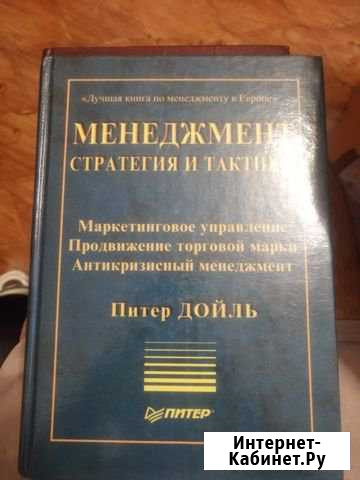 «Лучшая книга по менеджменту в Европе»
МЕНЕДЖМЕНТ
СТРАТЕГИЯ И ТАКТИ
Маркетинговое управление
Продвижение торговой марки
Антикризисный менеджмент
Питер ДОЙЛЬ
ПИТЕР
Интернет-
Кабинет.Ру